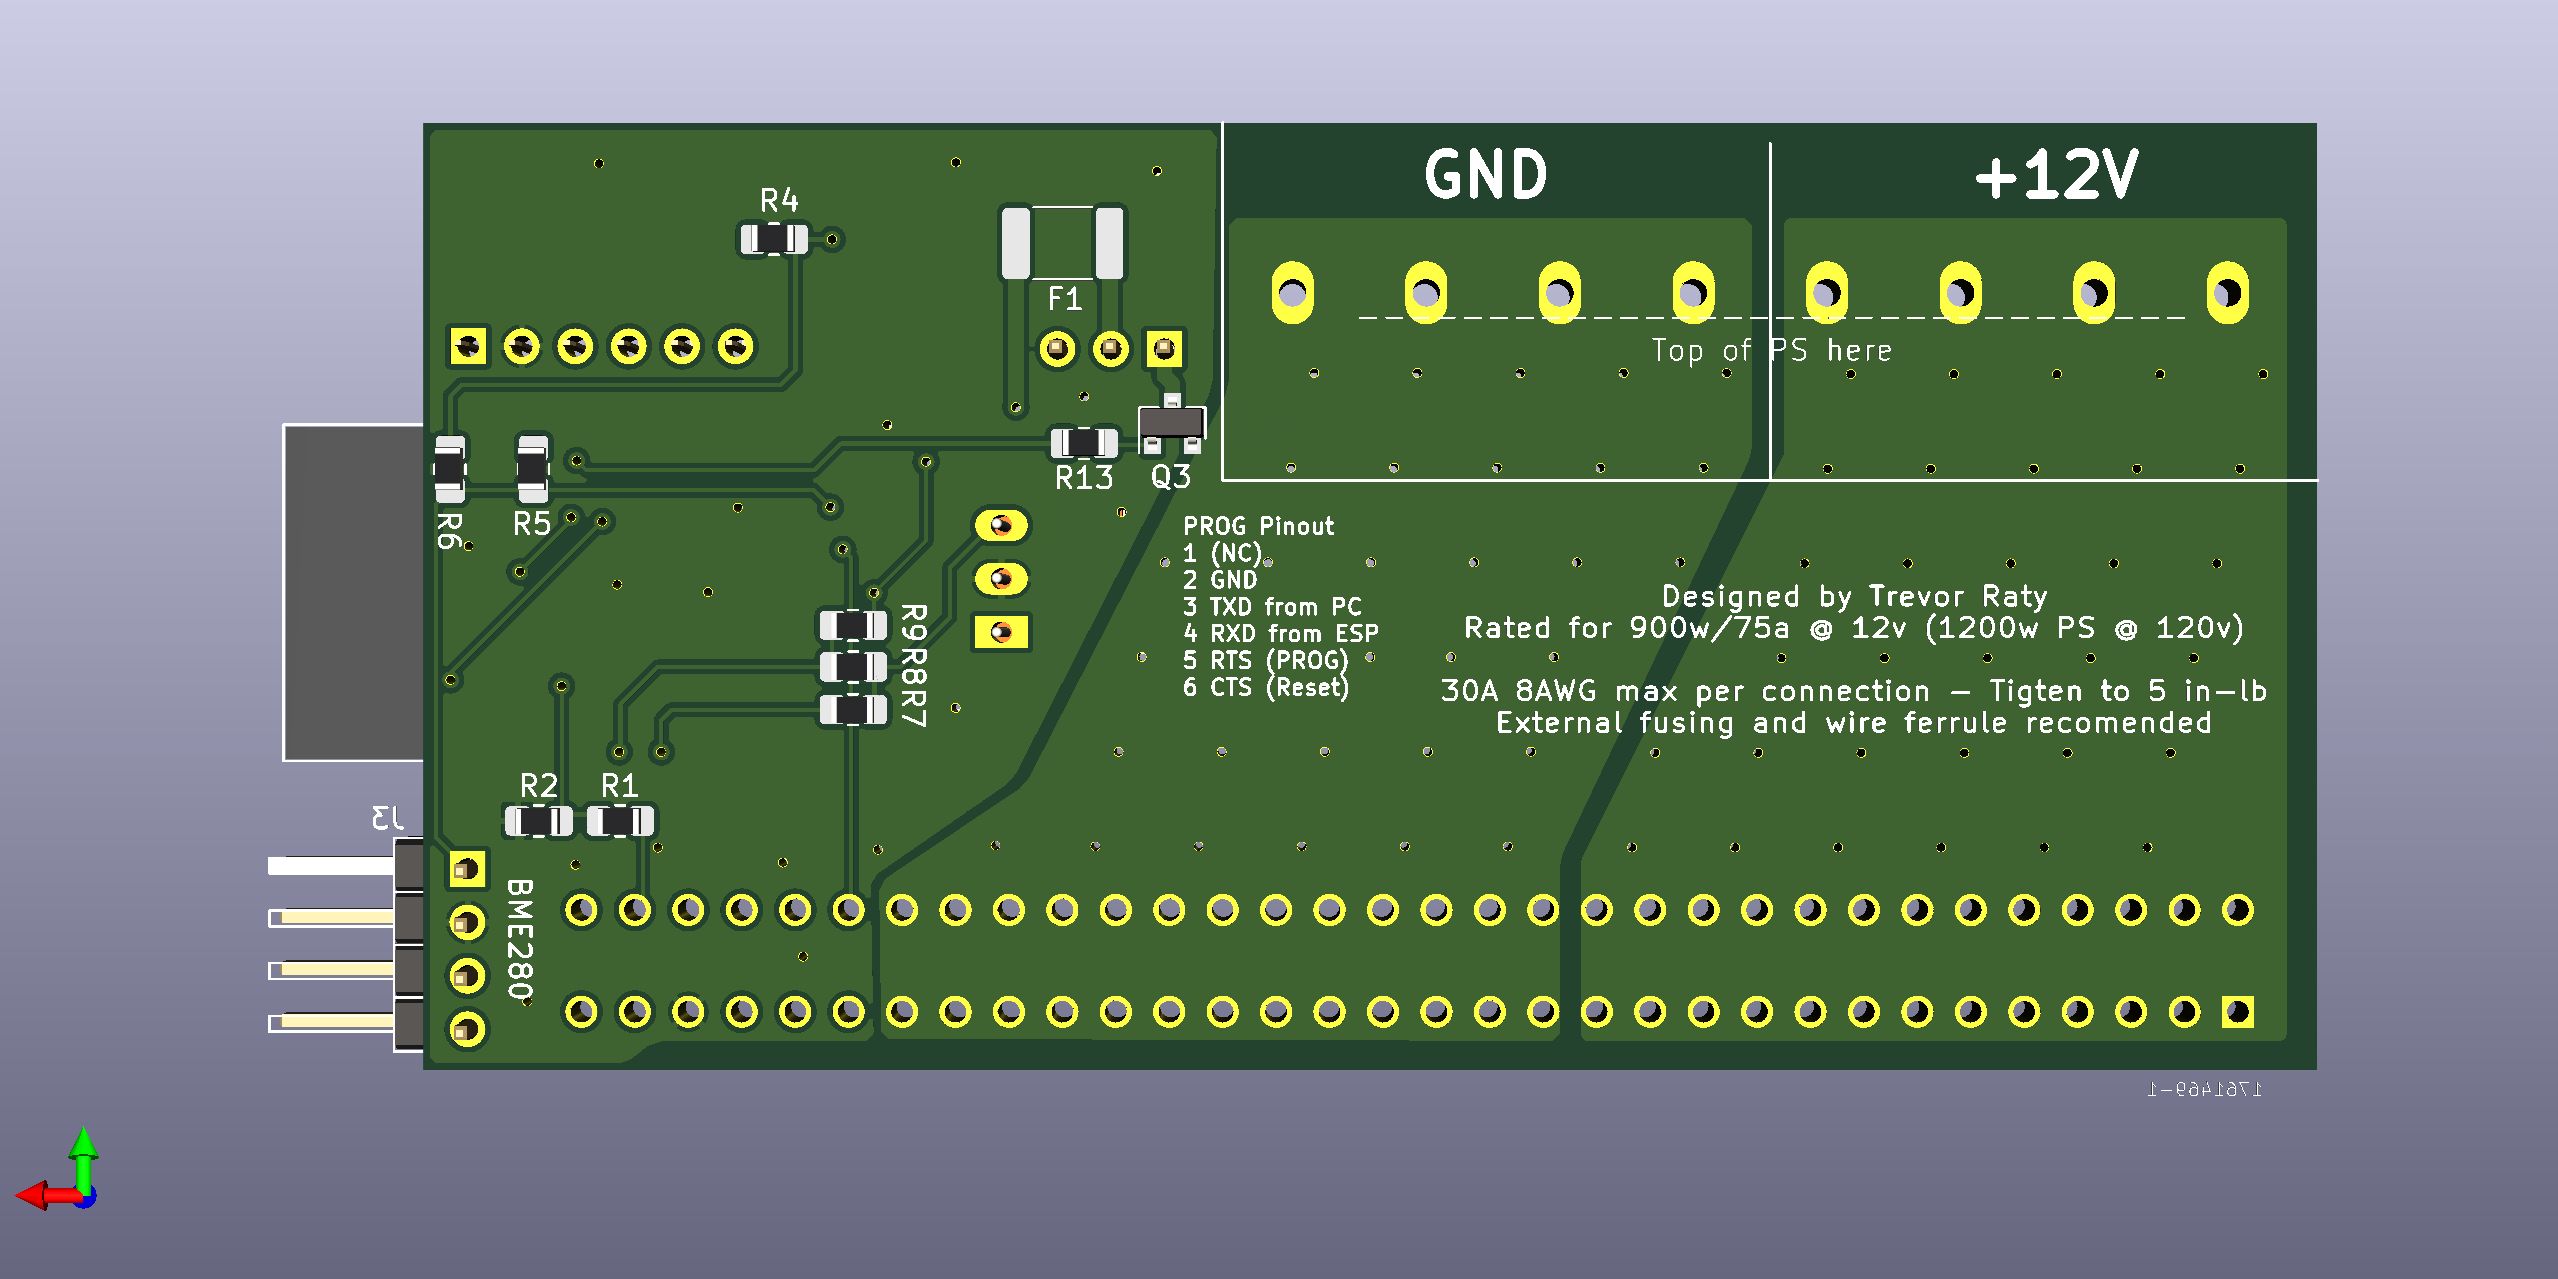 GND
+12V
R4
F1
Top of PS here
R13
Q3
R6
R5
PROG Pinout
1 (NC)
2 GND
3 TXD from PC
4 RXD from ESP
5 RTS (PROG)
6 CTS (Reset)
Designed by Trevor Raty
Rated for 900w/75a @ 12v (1200w PS @ 120v)
30A 8AWG max per connection – Tigten to 5 in–lb
External fusing and wire ferrule recomended
R9R8R7
R2
R1
J3
BME280
1761469–1